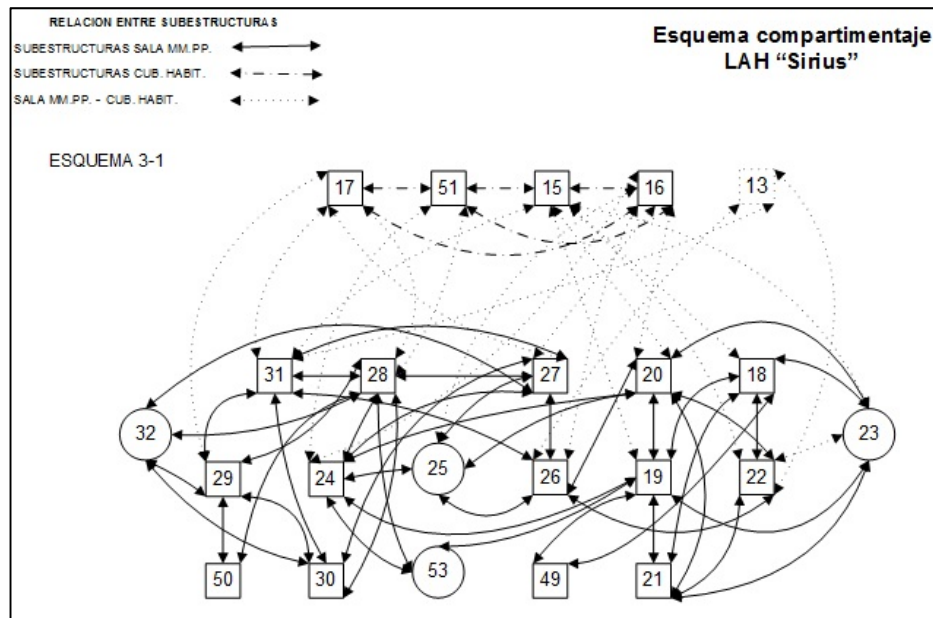 RELACION ENTRE SUBESTRUCTURAS
SUBESTRUCTURAS SALA MM.PP.
SUBESTRUCTURAS CUB. HABIT.
SALA MM.PP. - CUB. HABIT.
Esquema compartimentaje
LAH “Sirius”
ESQUEMA 3-1
17 51 15 16 13
31 28 27 20 18
32 23
29 24 25 26 19 22
50 30 53 49 21